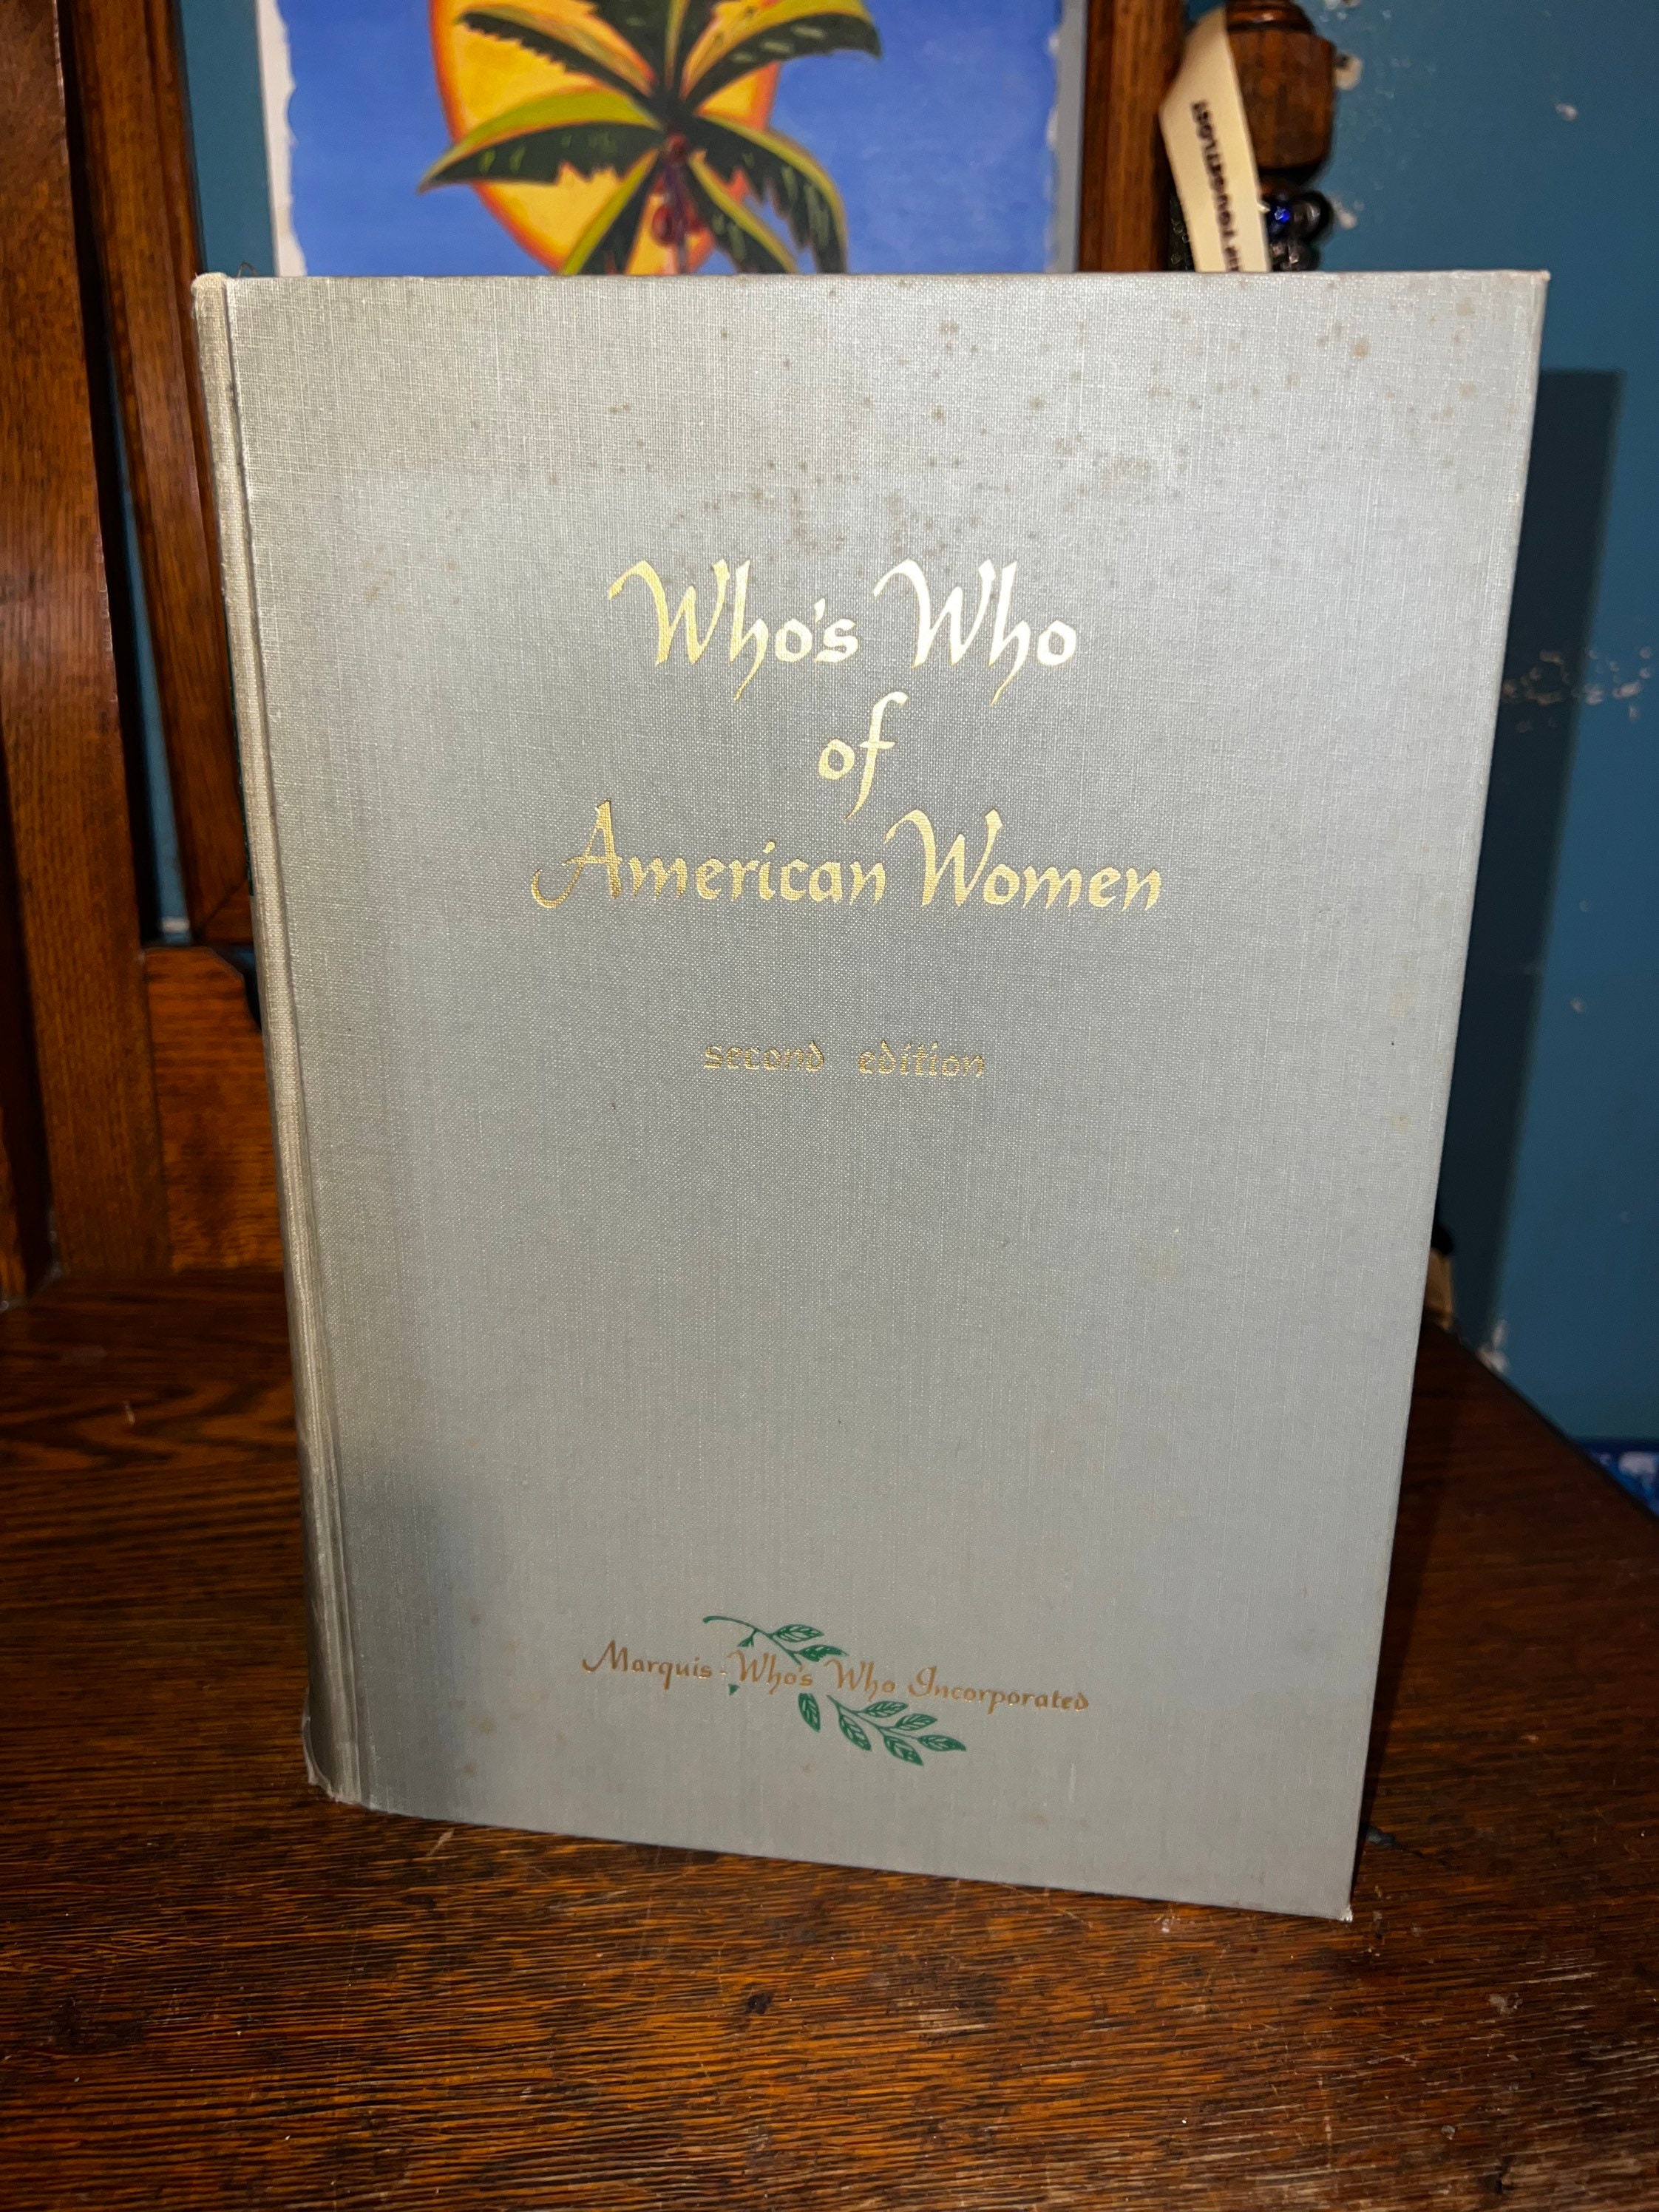 Who's Who
of
American Women
second edition
Marquis - Who's Who Incorporated